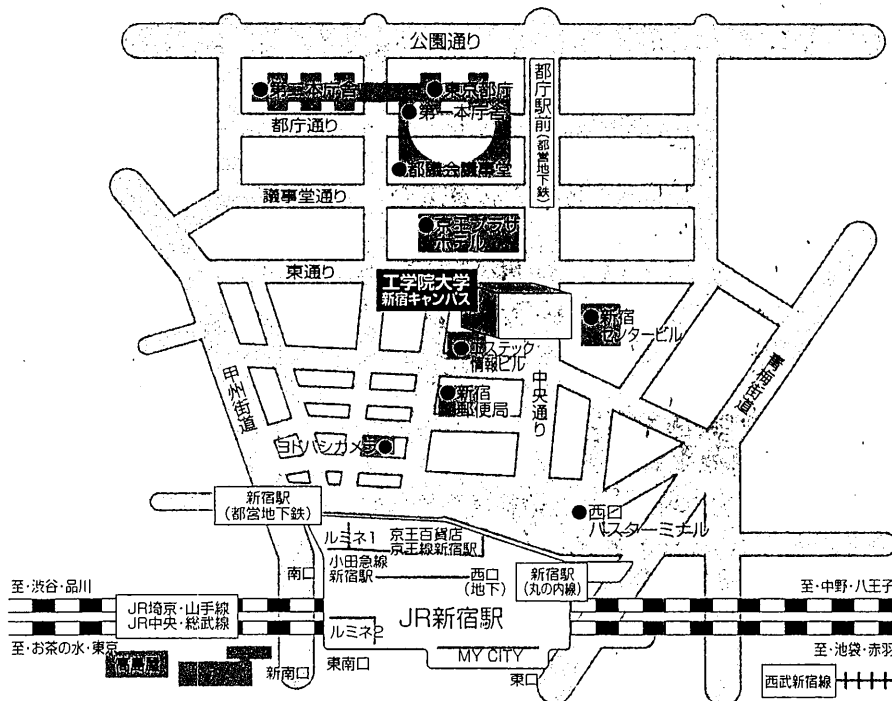 公園通り
第二本庁舎
東京都庁
第一本庁舎
都庁通り
都庁駅前(都営地下鉄)
都議会議事堂
議事堂通り
京王プラザ
ホテル
東通り
工学院大学
新宿キャンパス
新宿
センタービル
エステック
情報ビル
甲州街道
中央通り
青梅街道
新宿
郵便局
ヨドバシカメラ
新宿駅
(都営地下鉄)
西口
バスターミナル
ルミネ1
京王百貨店
京王線新宿駅
小田急線
新宿駅
南口
西口
(地下)
新宿駅
(丸の内線)
至・渋谷・品川
至・中野・八王子
JR埼京・山手線
JR中央・総武線
ルミネ2
JR新宿駅
至・お茶の水・東京
至・池袋・赤羽
高島屋
新南口
東南口
MY CITY
東口
西武新宿線